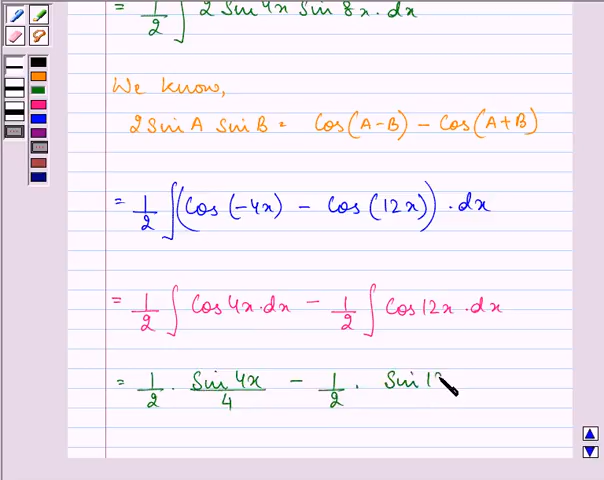 = 1/2 ∫ 2 Sin 4x Sin 8x · dx
We know,
2 Sin A Sin B = Cos (A - B) - Cos (A + B)
= 1/2 ∫ (Cos (-4x) - Cos (12x)) · dx
= 1/2 ∫ Cos 4x · dx - 1/2 ∫ Cos 12x · dx
= 1/2 · Sin 4x / 4 - 1/2 · Sin